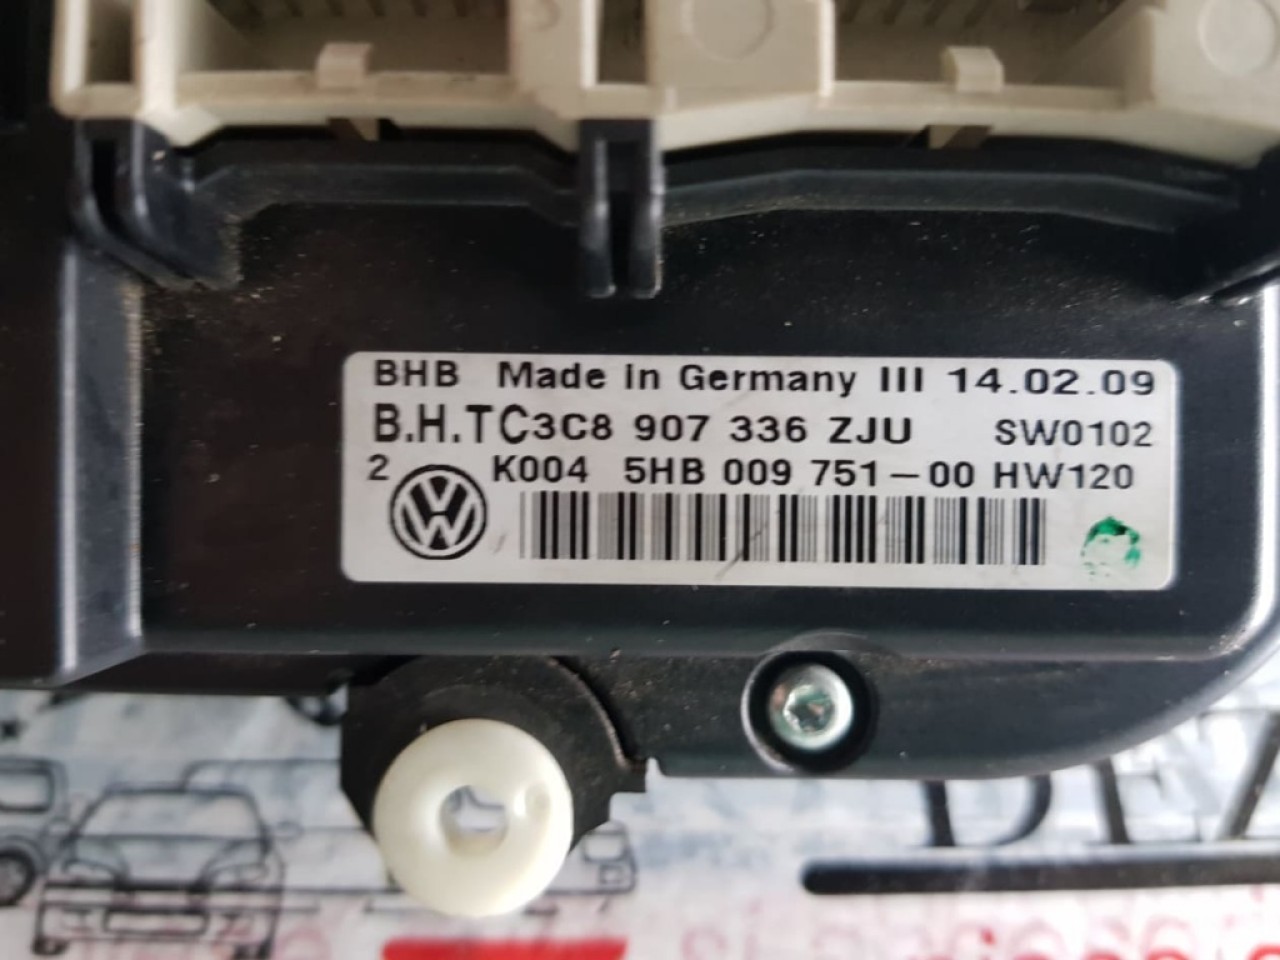 BHB Made in Germany III 14.02.09
B.H.TC3C8 907 336 ZJU SW0102
2 K004 5HB 009 751-00 HW120